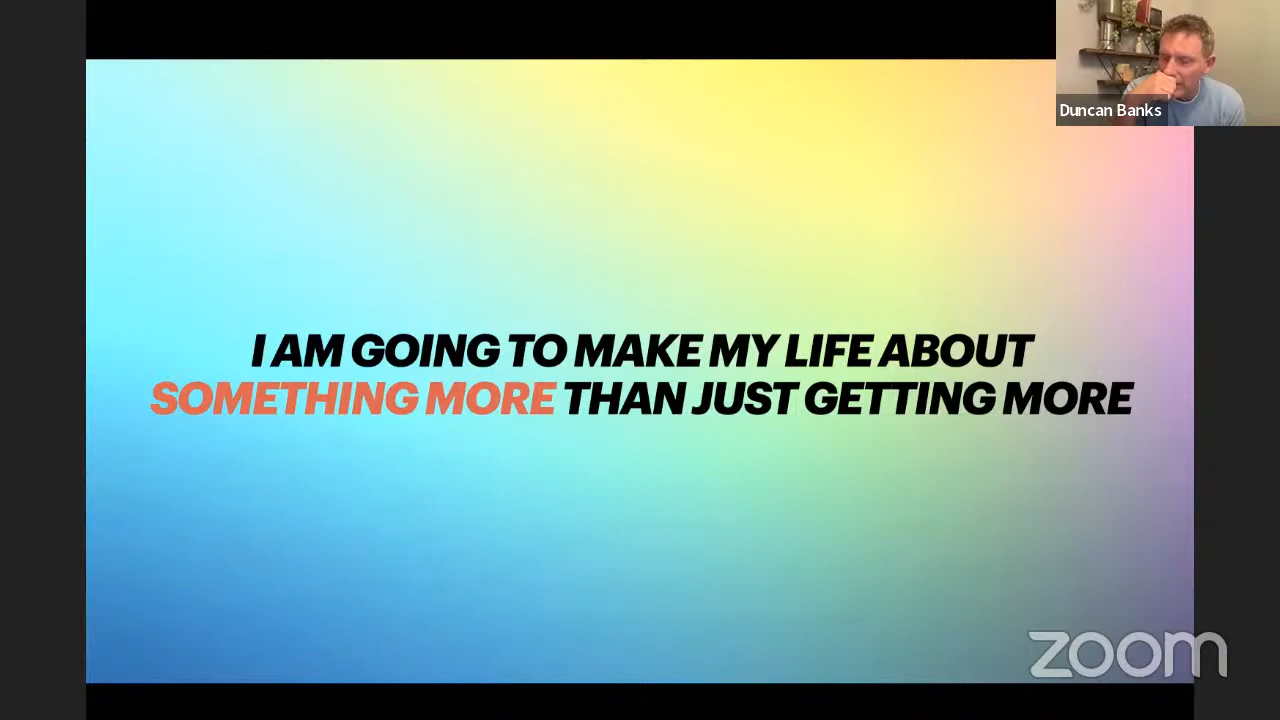 Duncan Banks
I AM GOING TO MAKE MY LIFE ABOUT
SOMETHING MORE THAN JUST GETTING MORE
zoom